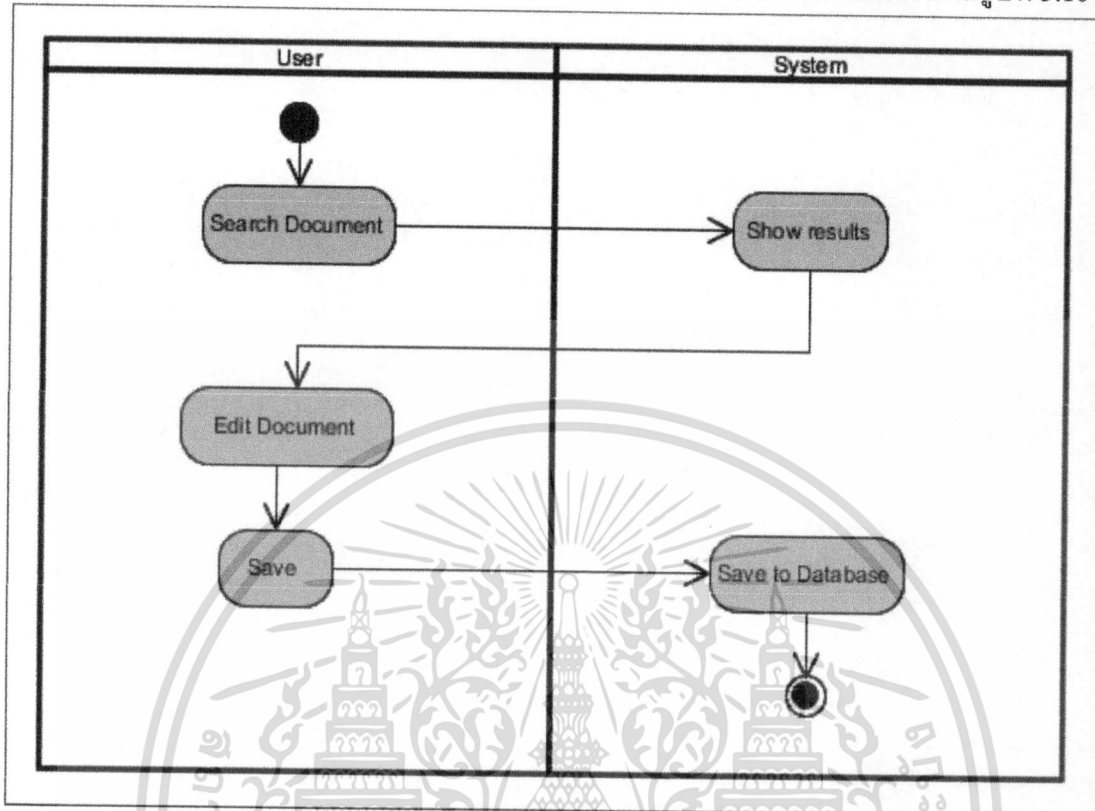 User
System
Search Document
Show results
Edit Document
Save
Save to Database